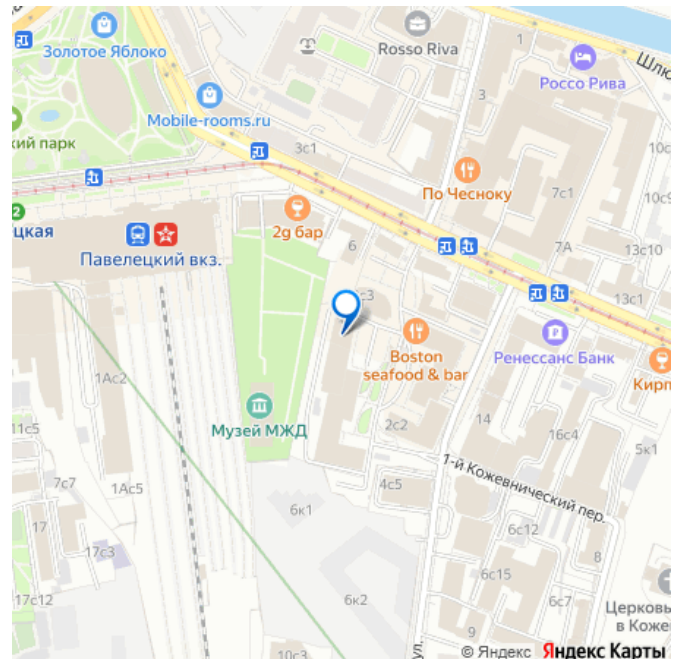 Золотое Яблоко
Rosso Riva
1
Шлю
Россо Рива
Mobile-rooms.ru
3
кий парк
3с1
10с
По Чесноку
7с1
10с9
2
цкая
Павелецкий вкз.
2g бар
6
7А
13с10
с3
13с1
Boston
seafood & bar
Ренессанс Банк
Кирп
1Ас2
Музей МЖД
11с5
2с2
14
16с4
5к1
1-й Кожевнический пер.
7с7
1Ас5
4с5
6к1
17
6с12
17с3
8
6с15
17с12
6к2
6с7
Церковь
в Коже
9
10с3
ул.
© Яндекс Яндекс Карты